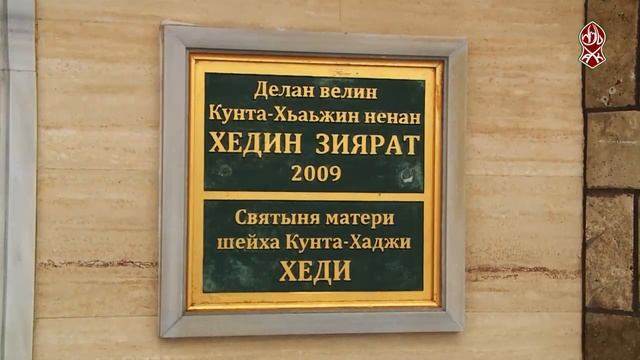 Делан велин
Кунта-Хьаьжин ненан
ХЕДИН ЗИЯРАТ
2009
Святыня матери
шейха Кунта-Хаджи
ХЕДИ